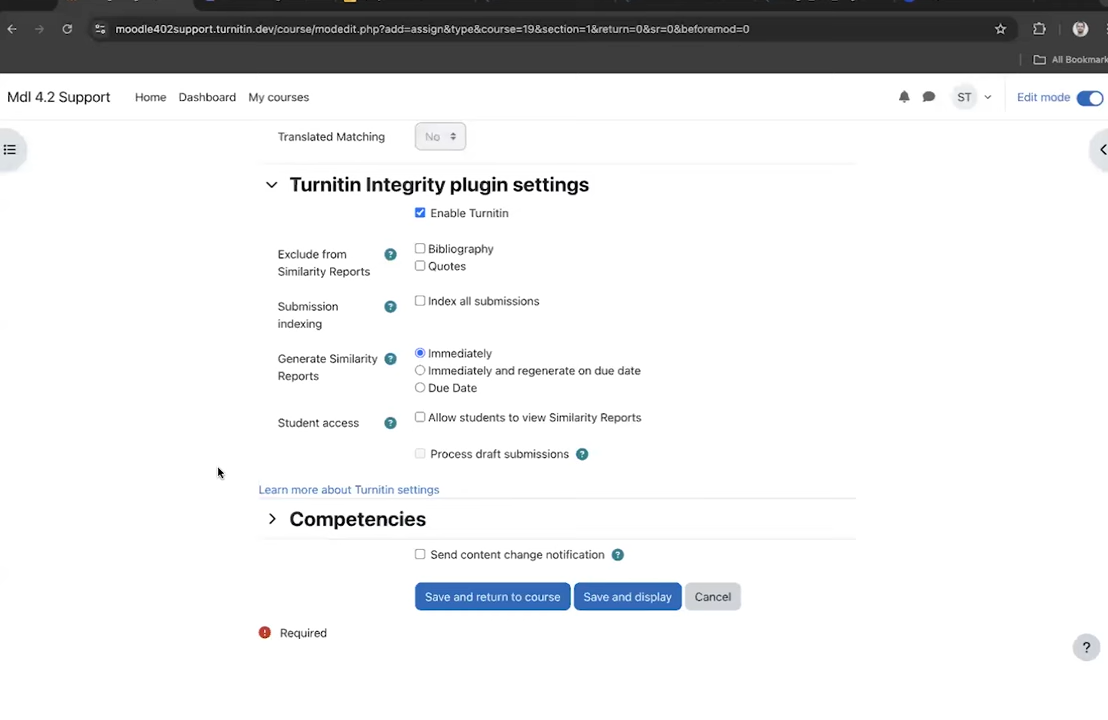 moodle402support.turnitin.dev/course/modedit.php?add=assign&type&course=19&section=1&return=0&sr=0&beforemod=0
All Bookmark
Mdl 4.2 Support Home Dashboard My courses ST Edit mode
Translated Matching No
Turnitin Integrity plugin settings
Enable Turnitin
Exclude from Similarity Reports ? Bibliography
Quotes
Submission indexing ? Index all submissions
Generate Similarity Reports ? Immediately
Immediately and regenerate on due date
Due Date
Student access ? Allow students to view Similarity Reports
Process draft submissions ?
Learn more about Turnitin settings
Competencies
Send content change notification ?
Save and return to course Save and display Cancel
! Required
?